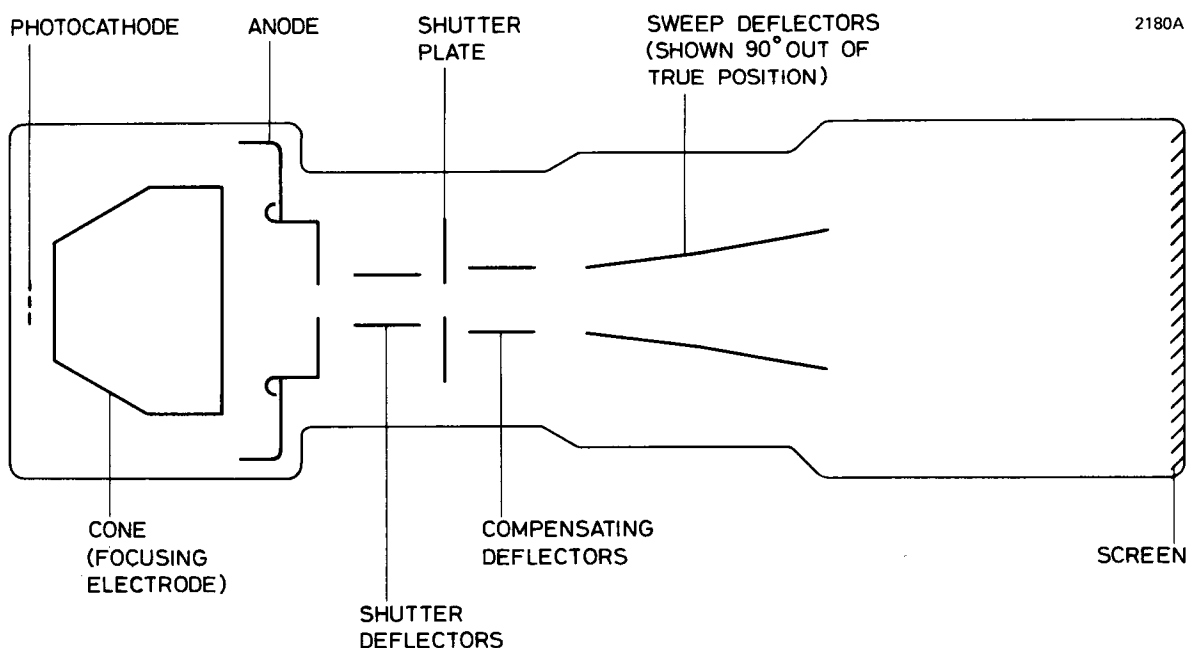 PHOTOCATHODE
ANODE
SHUTTER
PLATE
SWEEP DEFLECTORS
(SHOWN 90° OUT OF
TRUE POSITION)
2180A
CONE
(FOCUSING
ELECTRODE)
SHUTTER
DEFLECTORS
COMPENSATING
DEFLECTORS
SCREEN